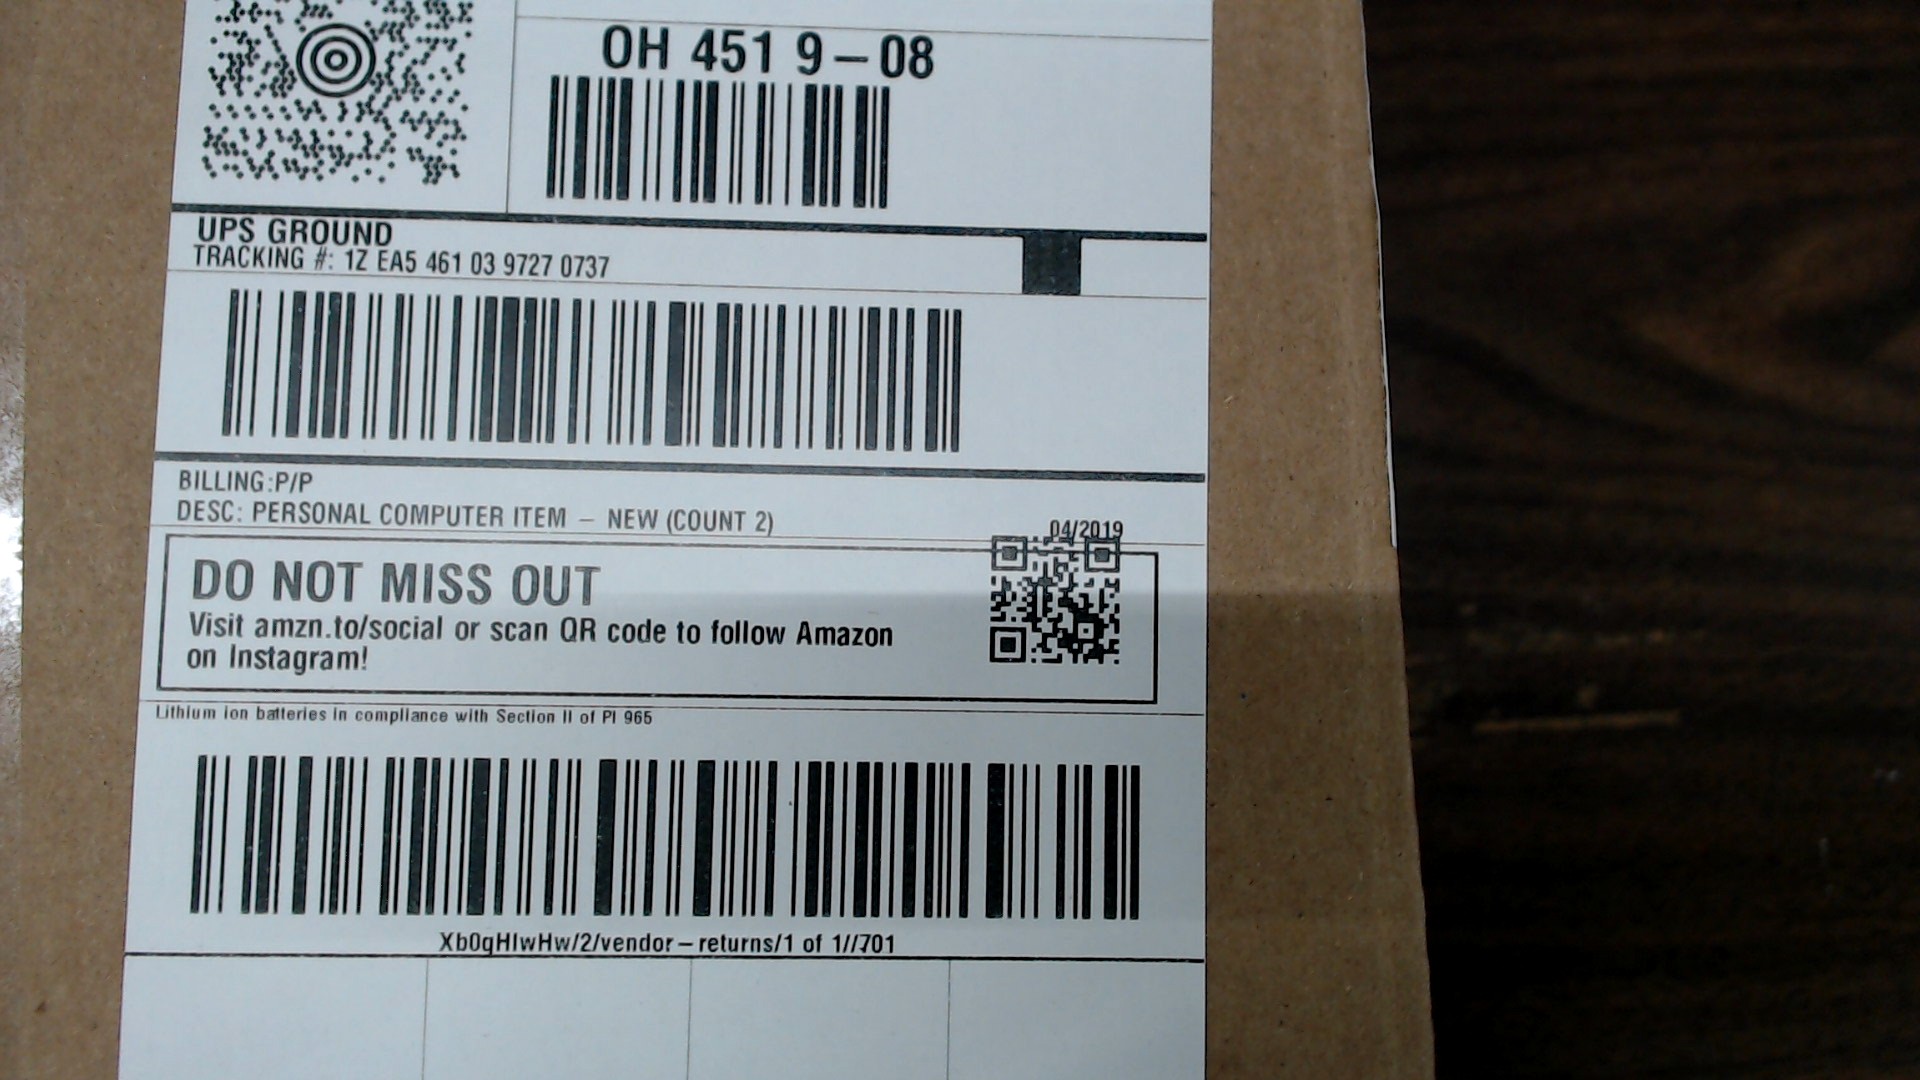 OH 451 9-08
UPS GROUND
TRACKING #: 1Z EA5 461 03 9727 0737
BILLING:P/P
DESC: PERSONAL COMPUTER ITEM - NEW (COUNT 2)
04/2019
DO NOT MISS OUT
Visit amzn.to/social or scan QR code to follow Amazon
on Instagram!
Lithium ion batteries in compliance with Section II of PI 965
Xb0qHlwHw/2/vendor-returns/1 of 1//701